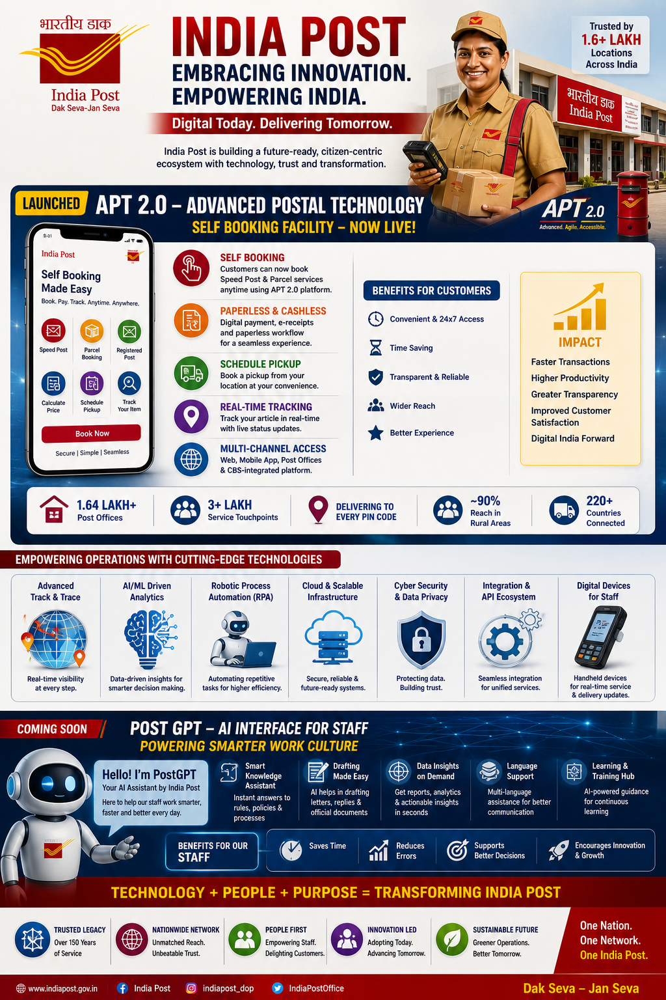 भारतीय डाक
India Post
Dak Seva-Jan Seva
INDIA POST
EMBRACING INNOVATION.
EMPOWERING INDIA.
Digital Today. Delivering Tomorrow.
India Post is building a future-ready, citizen-centric
ecosystem with technology, trust and transformation.
Trusted by
1.6+ LAKH
Locations
Across India
भारतीय डाक
India Post
LAUNCHED
APT 2.0 – ADVANCED POSTAL TECHNOLOGY
SELF BOOKING FACILITY – NOW LIVE!
APT 2.0
Advanced. Agile. Accessible.
India Post
Self Booking
Made Easy
Book. Pay. Track. Anytime. Anywhere.
Speed Post
Parcel
Booking
Registered
Post
Calculate
Price
Schedule
Pickup
Track
Your Item
Book Now
Secure | Simple | Seamless
SELF BOOKING
Customers can now book
Speed Post & Parcel services
anytime using APT 2.0 platform.
PAPERLESS & CASHLESS
Digital payment, e-receipts
and paperless workflow
for a seamless experience.
SCHEDULE PICKUP
Book a pickup from your
location at your convenience.
REAL-TIME TRACKING
Track your article in real-time
with live status updates.
MULTI-CHANNEL ACCESS
Web, Mobile App, Post Offices
& CBS-integrated platform.
BENEFITS FOR CUSTOMERS
Convenient & 24x7 Access
Time Saving
Transparent & Reliable
Wider Reach
Better Experience
IMPACT
Faster Transactions
Higher Productivity
Greater Transparency
Improved Customer
Satisfaction
Digital India Forward
1.64 LAKH+
Post Offices
3+ LAKH
Service Touchpoints
DELIVERING TO
EVERY PIN CODE
~90%
Reach in
Rural Areas
220+
Countries
Connected
EMPOWERING OPERATIONS WITH CUTTING-EDGE TECHNOLOGIES
Advanced
Track & Trace
Real-time visibility
at every step.
AI/ML Driven
Analytics
Data-driven insights for
smarter decision making.
Robotic Process
Automation (RPA)
Automating repetitive
tasks for higher efficiency.
Cloud & Scalable
Infrastructure
Secure, reliable &
future-ready systems.
Cyber Security
& Data Privacy
Protecting data.
Building trust.
Integration &
API Ecosystem
Seamless integration
for unified services.
Digital Devices
for Staff
Handheld devices
for real-time service
& delivery updates.
COMING SOON
POST GPT – AI INTERFACE FOR STAFF
POWERING SMARTER WORK CULTURE
Hello! I'm PostGPT
Your AI Assistant by India Post
Here to help our staff work smarter,
faster and better every day.
Smart
Knowledge
Assistant
Instant answers to
rules, policies &
processes
Drafting
Made Easy
AI helps in drafting
letters, replies &
official documents
Data Insights
on Demand
Get reports, analytics
& actionable insights
in seconds
Language
Support
Multi-language
assistance for better
communication
Learning &
Training Hub
AI-powered guidance
for continuous
learning
BENEFITS FOR OUR
STAFF
Saves Time
Reduces
Errors
Supports
Better Decisions
Encourages Innovation
& Growth
TECHNOLOGY + PEOPLE + PURPOSE = TRANSFORMING INDIA POST
TRUSTED LEGACY
Over 150 Years
of Service
NATIONWIDE NETWORK
Unmatched Reach.
Unbeatable Trust.
PEOPLE FIRST
Empowering Staff.
Delighting Customers.
INNOVATION LED
Adopting Today.
Advancing Tomorrow.
SUSTAINABLE FUTURE
Greener Operations.
Better Tomorrow.
One Nation.
One Network.
One India Post.
www.indiapost.gov.in
India Post
indiapost_dop
IndiaPostOffice
Dak Seva – Jan Seva